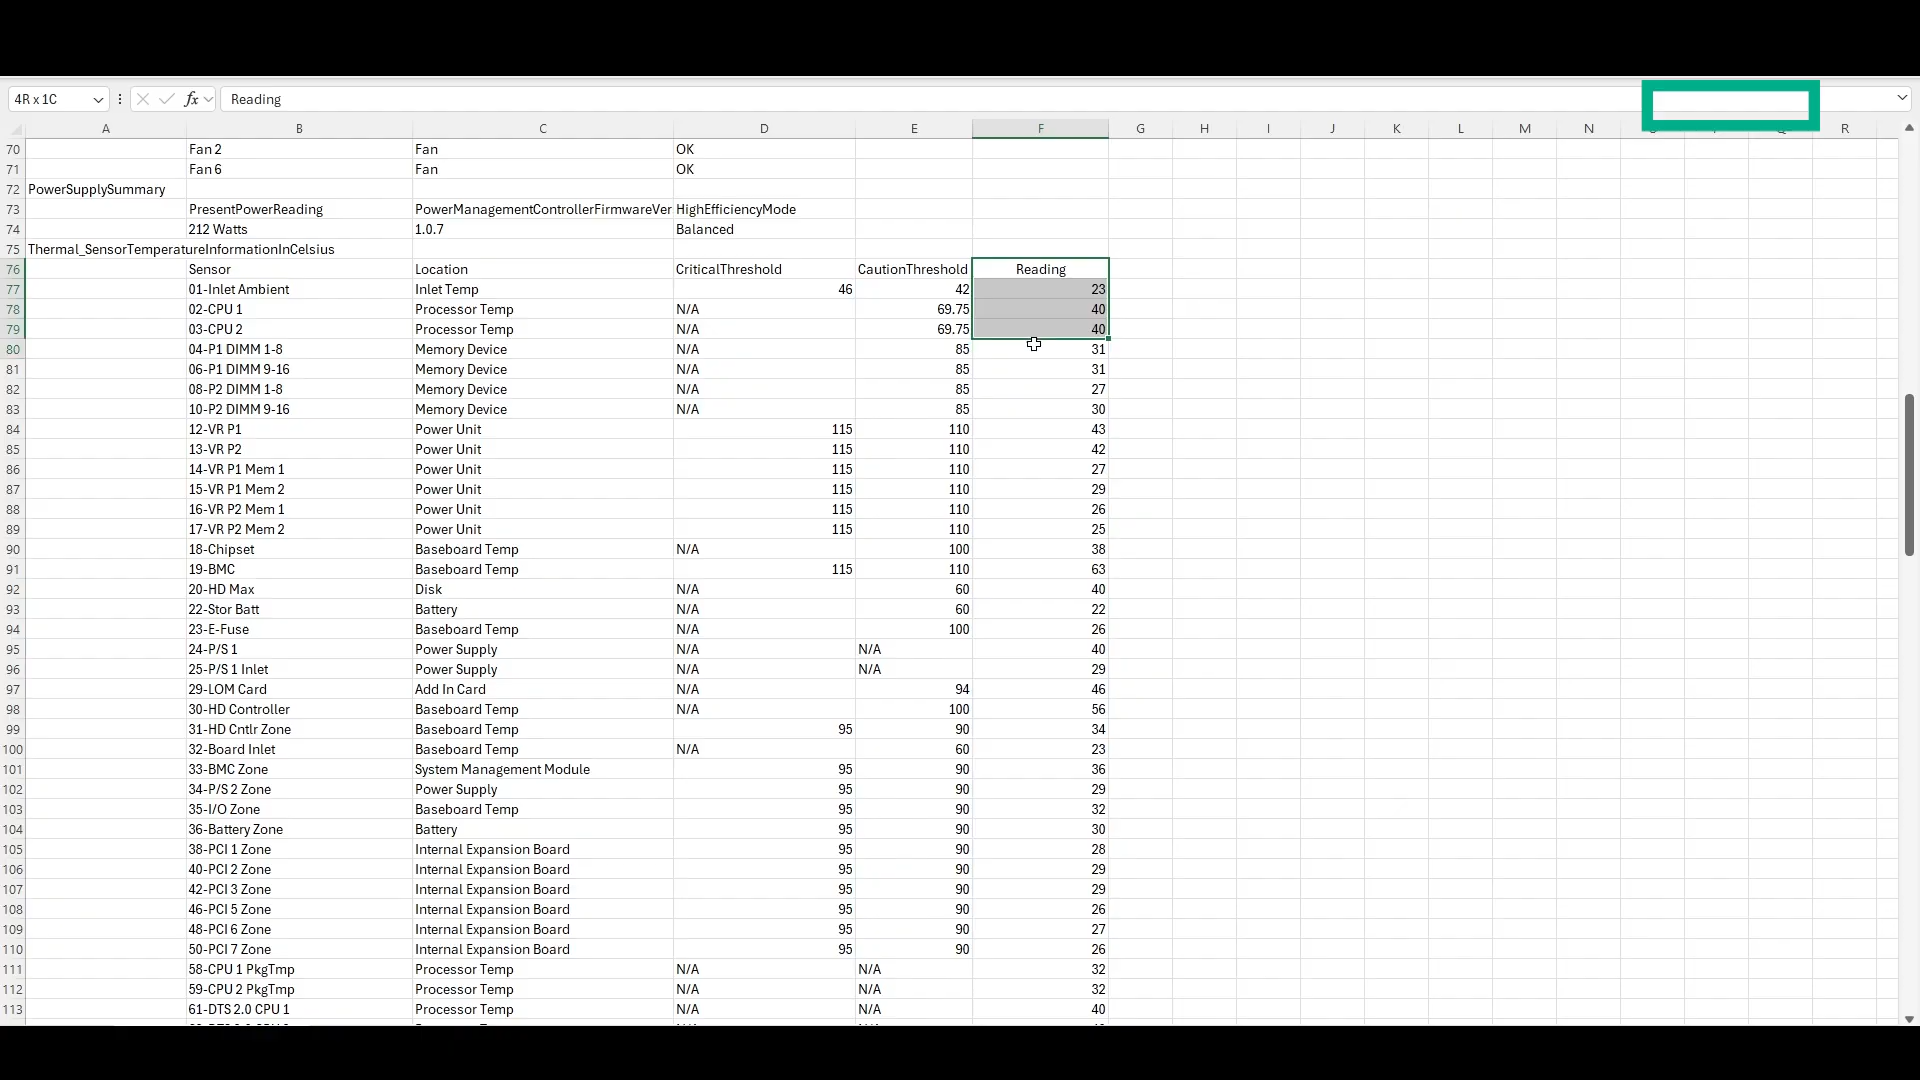 4R x 1C fx Reading
A B C D E F G H I J K L M N R
70 Fan 2 Fan OK
71 Fan 6 Fan OK
72 PowerSupplySummary
73 PresentPowerReading PowerManagementControllerFirmwareVer HighEfficiencyMode
74 212 Watts 1.0.7 Balanced
75 Thermal_SensorTemperatureInformationInCelsius
76 Sensor Location CriticalThreshold CautionThreshold Reading
77 01-Inlet Ambient Inlet Temp 46 42 23
78 02-CPU 1 Processor Temp N/A 69.75 40
79 03-CPU 2 Processor Temp N/A 69.75 40
80 04-P1 DIMM 1-8 Memory Device N/A 85 31
81 06-P1 DIMM 9-16 Memory Device N/A 85 31
82 08-P2 DIMM 1-8 Memory Device N/A 85 27
83 10-P2 DIMM 9-16 Memory Device N/A 85 30
84 12-VR P1 Power Unit 115 110 43
85 13-VR P2 Power Unit 115 110 42
86 14-VR P1 Mem 1 Power Unit 115 110 27
87 15-VR P1 Mem 2 Power Unit 115 110 29
88 16-VR P2 Mem 1 Power Unit 115 110 26
89 17-VR P2 Mem 2 Power Unit 115 110 25
90 18-Chipset Baseboard Temp N/A 100 38
91 19-BMC Baseboard Temp 115 110 63
92 20-HD Max Disk N/A 60 40
93 22-Stor Batt Battery N/A 60 22
94 23-E-Fuse Baseboard Temp N/A 100 26
95 24-P/S 1 Power Supply N/A N/A 40
96 25-P/S 1 Inlet Power Supply N/A N/A 29
97 29-LOM Card Add In Card N/A 94 46
98 30-HD Controller Baseboard Temp N/A 100 56
99 31-HD Cntlr Zone Baseboard Temp 95 90 34
100 32-Board Inlet Baseboard Temp N/A 60 23
101 33-BMC Zone System Management Module 95 90 36
102 34-P/S 2 Zone Power Supply 95 90 29
103 35-I/O Zone Baseboard Temp 95 90 32
104 36-Battery Zone Battery 95 90 30
105 38-PCI 1 Zone Internal Expansion Board 95 90 28
106 40-PCI 2 Zone Internal Expansion Board 95 90 29
107 42-PCI 3 Zone Internal Expansion Board 95 90 29
108 46-PCI 5 Zone Internal Expansion Board 95 90 26
109 48-PCI 6 Zone Internal Expansion Board 95 90 27
110 50-PCI 7 Zone Internal Expansion Board 95 90 26
111 58-CPU 1 PkgTmp Processor Temp N/A N/A 32
112 59-CPU 2 PkgTmp Processor Temp N/A N/A 32
113 61-DTS 2.0 CPU 1 Processor Temp N/A N/A 40